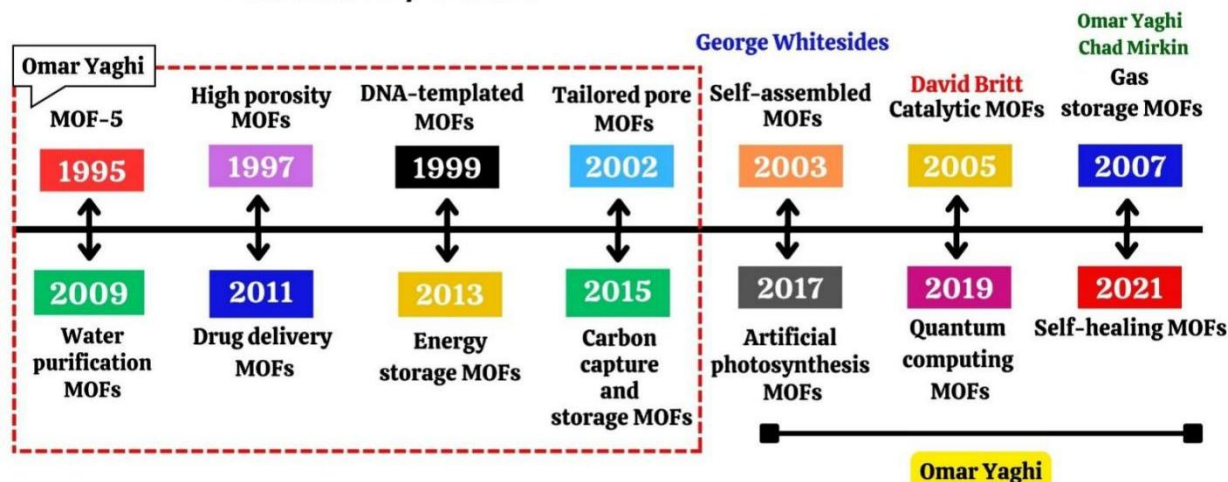 Omar Yaghi
MOF-5
1995
High porosity
MOFs
1997
DNA-templated
MOFs
1999
Tailored pore
MOFs
2002
George Whitesides
Self-assembled
MOFs
2003
David Britt
Catalytic MOFs
2005
Omar Yaghi
Chad Mirkin
Gas
storage MOFs
2007
2009
Water
purification
MOFs
2011
Drug delivery
MOFs
2013
Energy
storage MOFs
2015
Carbon
capture
and
storage MOFs
2017
Artificial
photosynthesis
MOFs
2019
Quantum
computing
MOFs
2021
Self-healing MOFs
Omar Yaghi